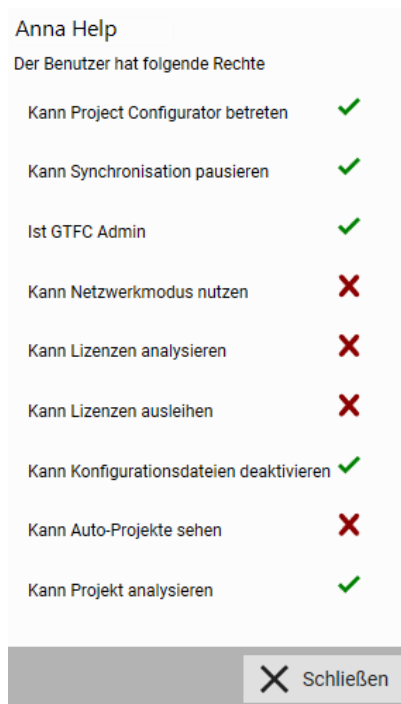 Anna Help
Der Benutzer hat folgende Rechte
Kann Project Configurator betreten
Kann Synchronisation pausieren
Ist GTFC Admin
Kann Netzwerkmodus nutzen
Kann Lizenzen analysieren
Kann Lizenzen ausleihen
Kann Konfigurationsdateien deaktivieren
Kann Auto-Projekte sehen
Kann Projekt analysieren
Schließen